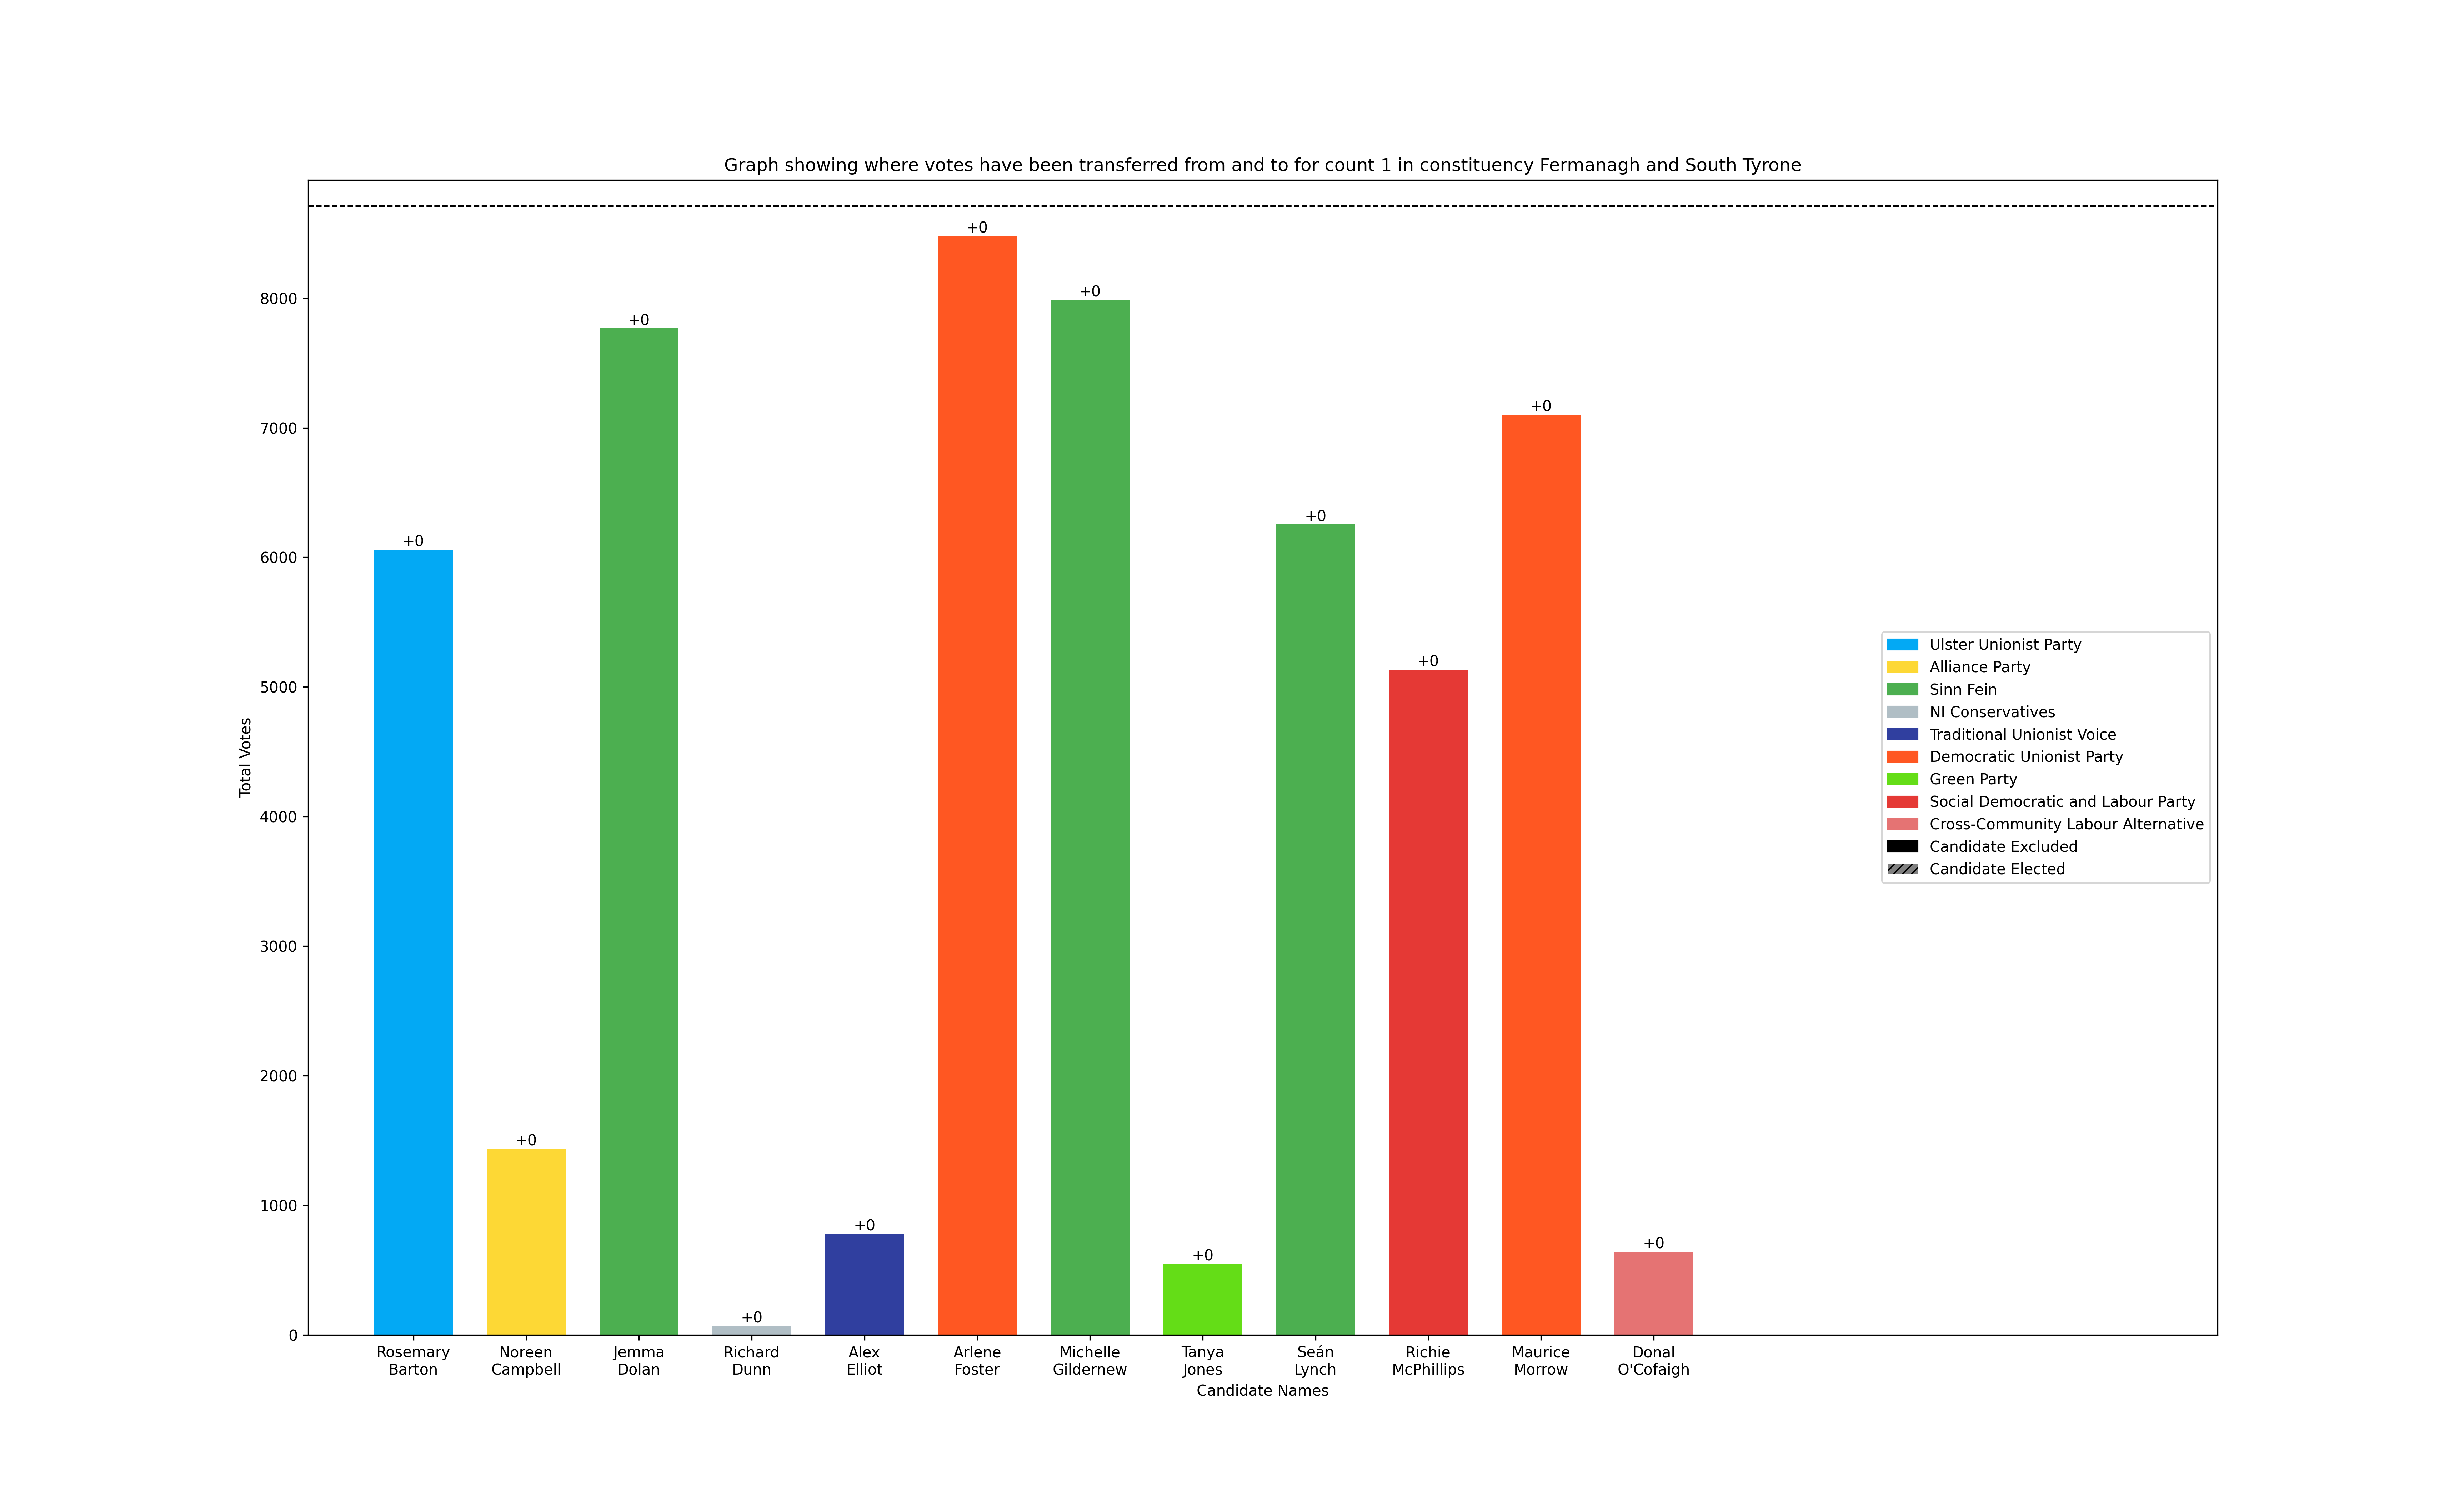 Graph showing where votes have been transferred from and to for count 1 in constituency Fermanagh and South Tyrone
Total Votes
8000
7000
6000
5000
4000
3000
2000
1000
0
+0
+0
+0
+0
+0
+0
+0
+0
+0
+0
+0
+0
Rosemary
Barton
Noreen
Campbell
Jemma
Dolan
Richard
Dunn
Alex
Elliot
Arlene
Foster
Michelle
Gildernew
Tanya
Jones
Seán
Lynch
Richie
McPhillips
Maurice
Morrow
Donal
O'Cofaigh
Candidate Names
Ulster Unionist Party
Alliance Party
Sinn Fein
NI Conservatives
Traditional Unionist Voice
Democratic Unionist Party
Green Party
Social Democratic and Labour Party
Cross-Community Labour Alternative
Candidate Excluded
Candidate Elected